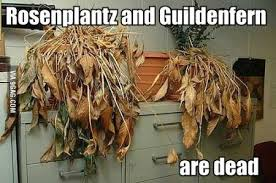 Rosenplantz and Guildenfern
VIA 9GAG.COM
are dead